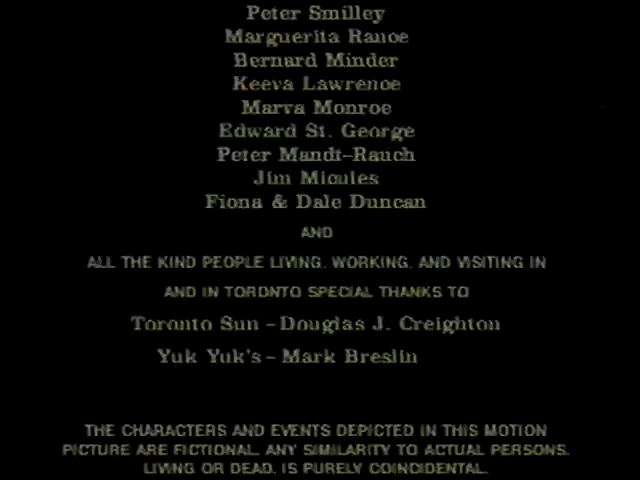 Peter Smilley
Marguerita Ranoe
Bernard Minder
Keeva Lawrence
Marva Monroe
Edward St. George
Peter Mandt-Rauch
Jim Micules
Fiona & Dale Duncan
AND
ALL THE KIND PEOPLE LIVING, WORKING, AND VISITING IN
AND IN TORONTO SPECIAL THANKS TO
Toronto Sun - Douglas J. Creighton
Yuk Yuk's - Mark Breslin
THE CHARACTERS AND EVENTS DEPICTED IN THIS MOTION
PICTURE ARE FICTIONAL. ANY SIMILARITY TO ACTUAL PERSONS,
LIVING OR DEAD, IS PURELY COINCIDENTAL.